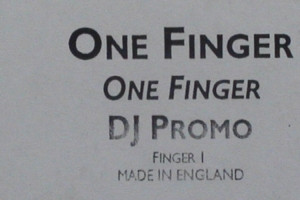 ONE FINGER
ONE FINGER
DJ PROMO
FINGER 1
MADE IN ENGLAND